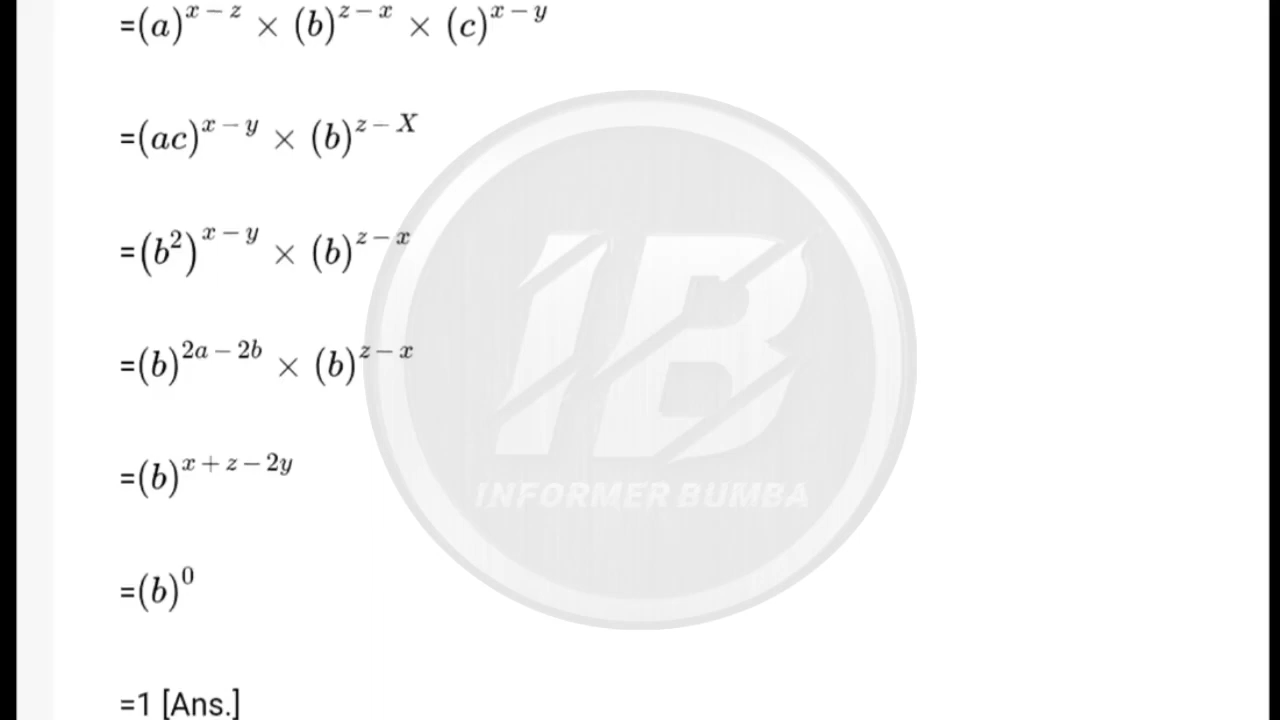 =(a)^{x-z} × (b)^{z-x} × (c)^{x-y}
=(ac)^{x-y} × (b)^{z-X}
=(b^2)^{x-y} × (b)^{z-x}
=(b)^{2a-2b} × (b)^{z-x}
=(b)^{x+z-2y}
=(b)^0
=1 [Ans.]
IB
INFORMER BUMBA